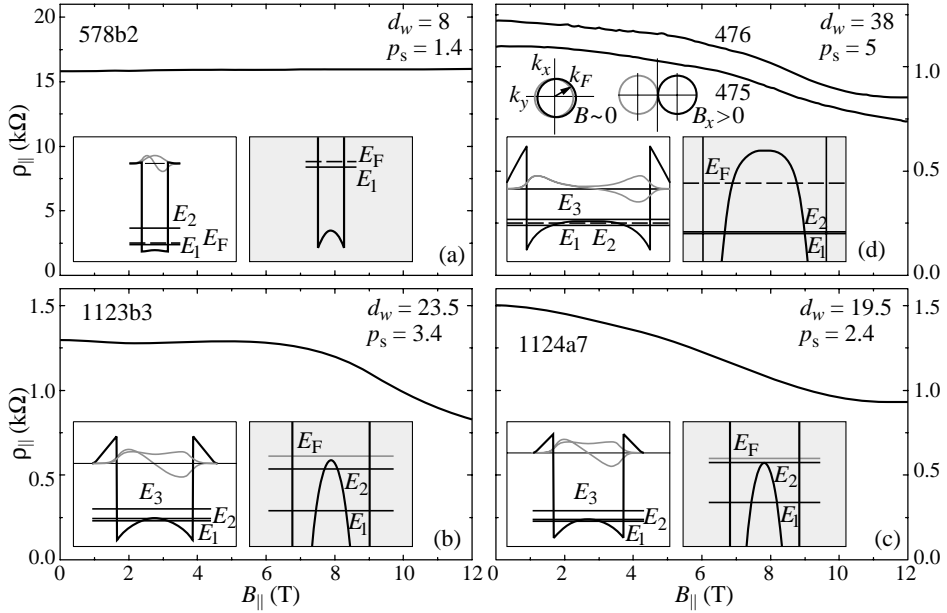 578b2
d_w = 8
p_s = 1.4
ρ_|| (kΩ)
20
15
10
5
0
E_2
E_1 E_F
E_F
E_1
(a)
476
475
d_w = 38
p_s = 5
k_x
k_F
k_y
B~0
B_x>0
E_3
E_1 E_2
E_F
E_2
E_1
(d)
1.0
0.5
0.0
1123b3
d_w = 23.5
p_s = 3.4
ρ_|| (kΩ)
1.5
1.0
0.5
0.0
E_3
E_2
E_1
E_F
E_2
E_1
(b)
0 2 4 6 8 10 12
B_|| (T)
1124a7
d_w = 19.5
p_s = 2.4
1.5
1.0
0.5
0.0
E_3
E_2
E_1
E_F
E_2
E_1
(c)
0 2 4 6 8 10 12
B_|| (T)